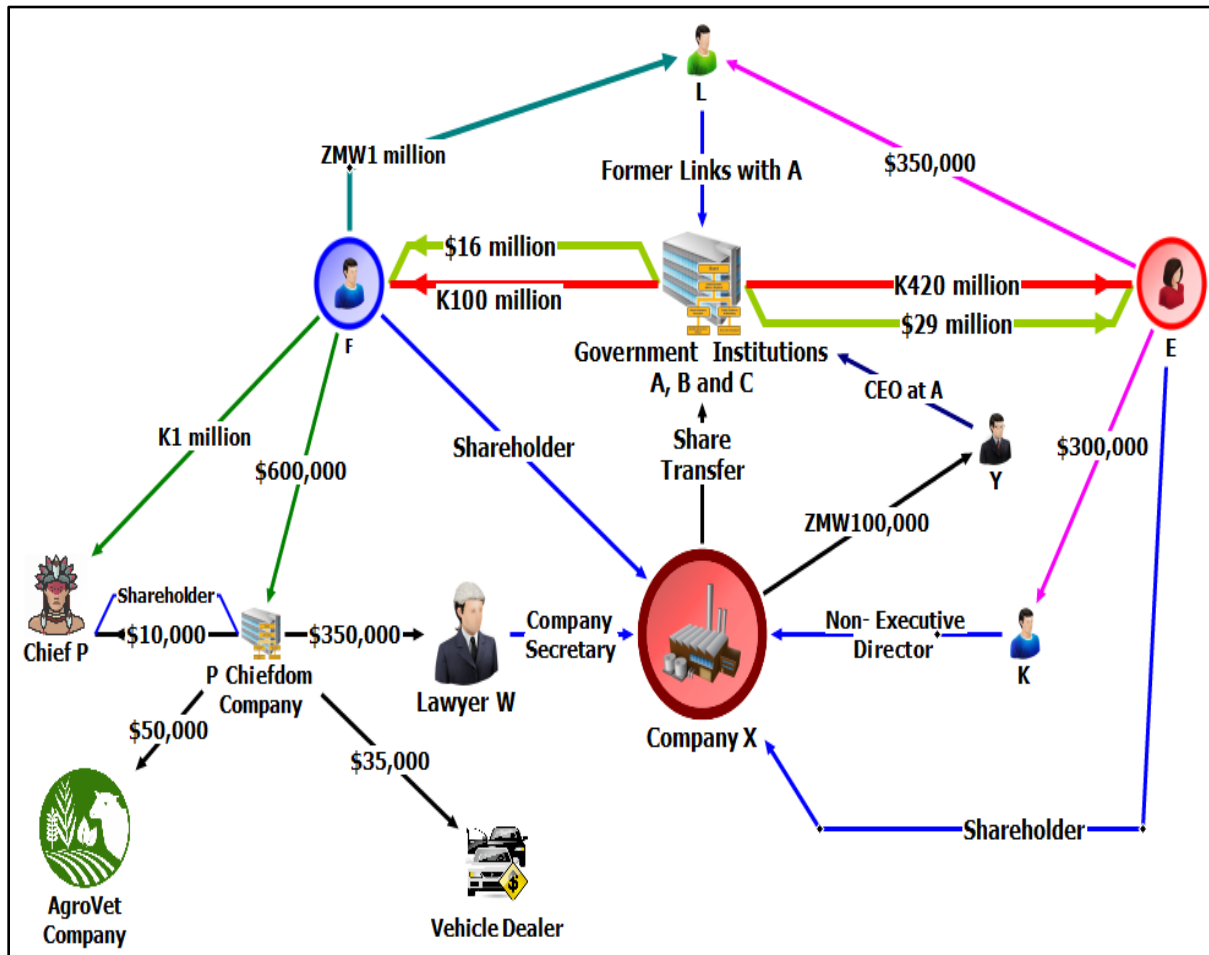 L
ZMW1 million
$350,000
Former Links with A
$16 million
K100 million
K420 million
$29 million
F
E
Government Institutions
A, B and C
CEO at A
K1 million
$600,000
Shareholder
Share
Transfer
Y
$300,000
ZMW100,000
Shareholder
$10,000
$350,000
Chief P
P Chiefdom
Company
Lawyer W
Company
Secretary
Non- Executive
Director
K
Company X
$50,000
$35,000
Shareholder
$
AgroVet
Company
Vehicle Dealer